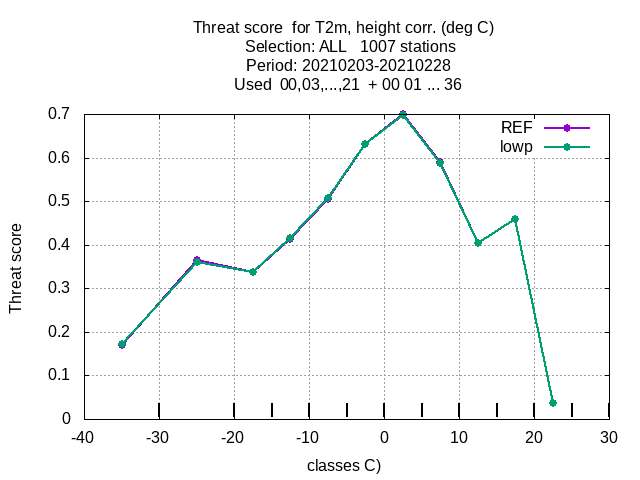 Threat score  for T2m, height corr. (deg C)
Selection: ALL   1007 stations
Period: 20210203-20210228
Used  00,03,...,21  + 00 01 ... 36
REF
lowp
Threat score
0.7
0.6
0.5
0.4
0.3
0.2
0.1
0
-40 -30 -20 -10 0 10 20 30
classes C)